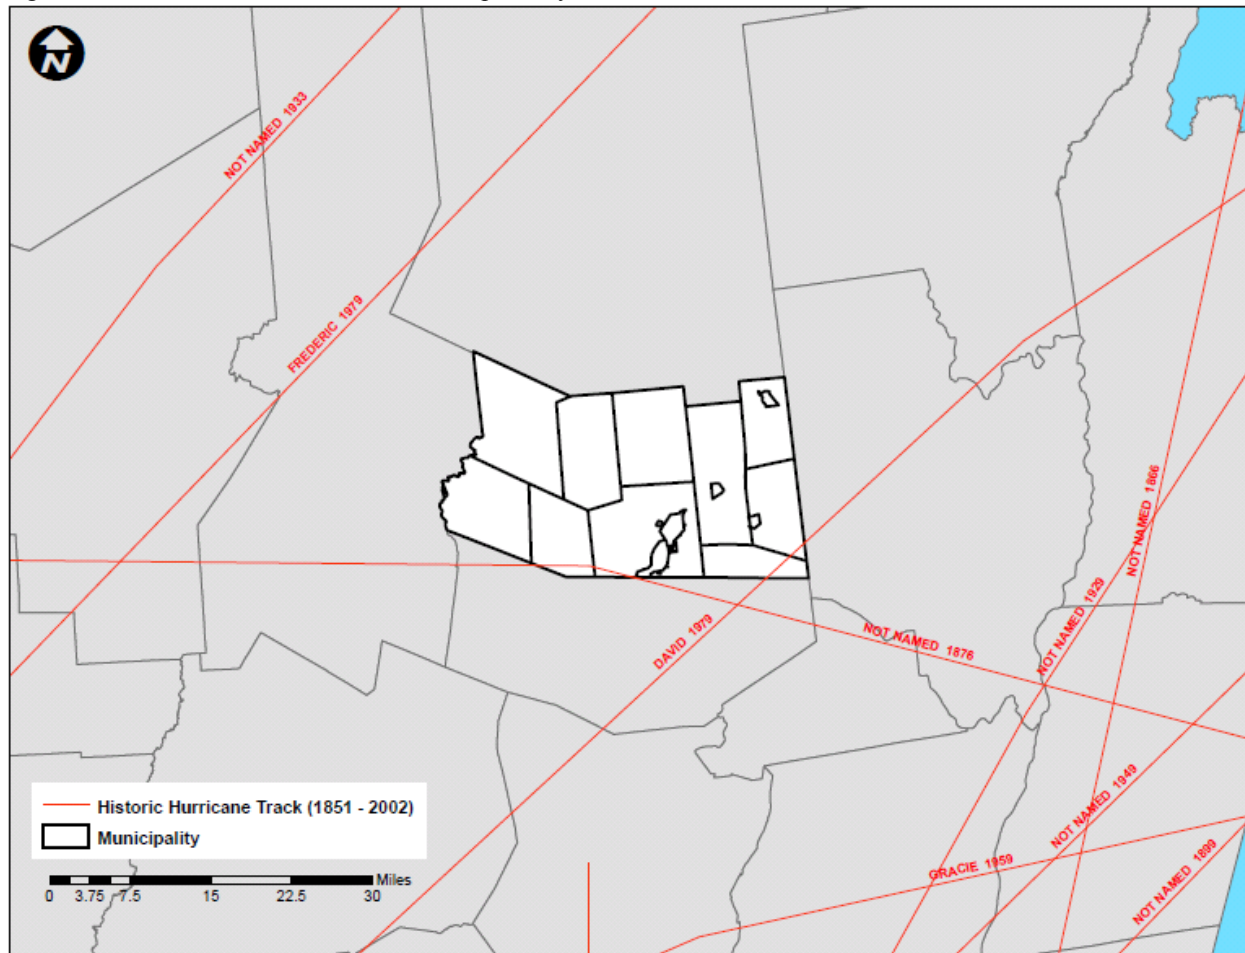 N
NOT NAMED 1933
FREDERIC 1979
NOT NAMED 1866
NOT NAMED 1929
DAVID 1979
NOT NAMED 1876
NOT NAMED 1949
GRACIE 1959
NOT NAMED 1899
Historic Hurricane Track (1851 - 2002)
Municipality
Miles
0 3.75 7.5 15 22.5 30